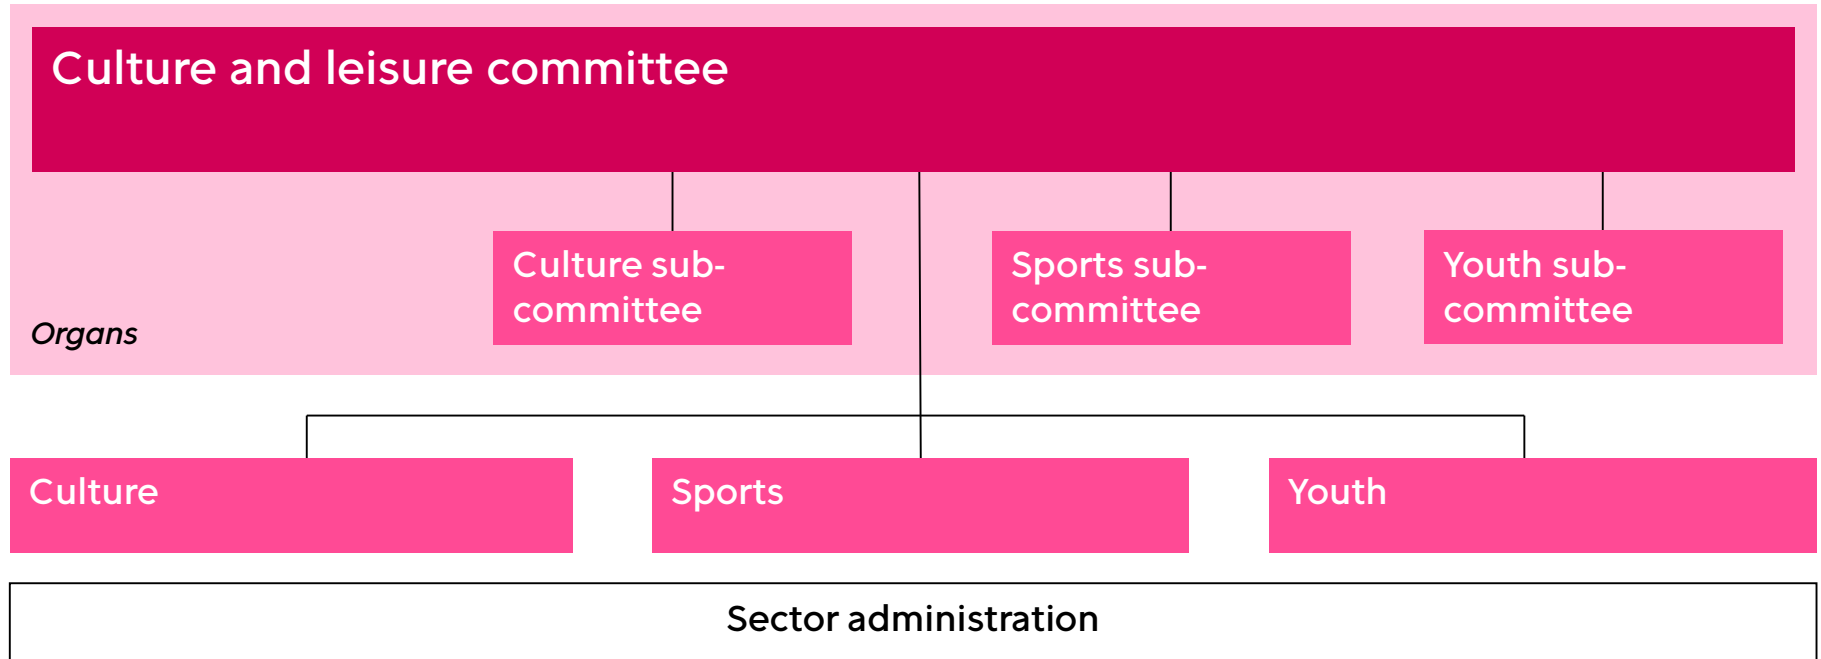 Culture and leisure committee
Culture sub-
committee
Sports sub-
committee
Youth sub-
committee
Organs
Culture
Sports
Youth
Sector administration